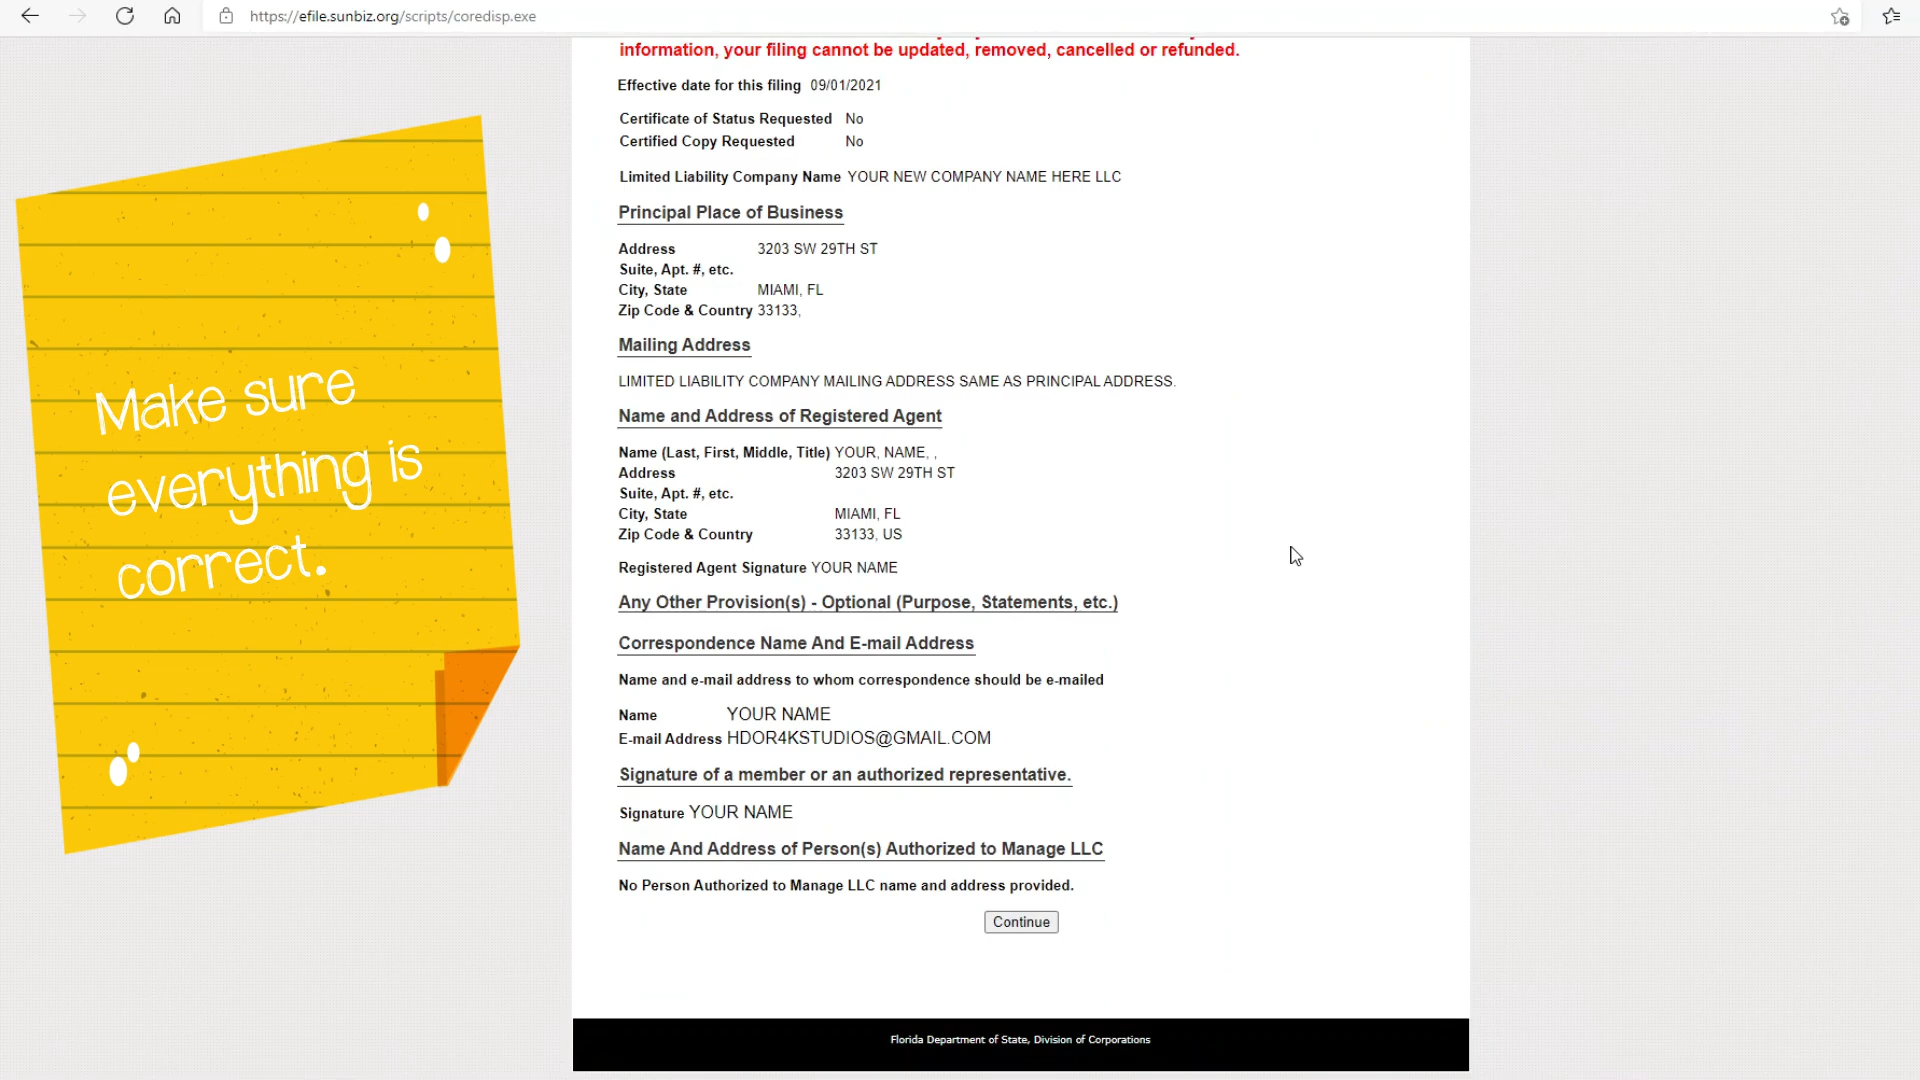 https://efile.sunbiz.org/scripts/coredisp.exe
information, your filing cannot be updated, removed, cancelled or refunded.
Effective date for this filing 09/01/2021
Certificate of Status Requested No
Certified Copy Requested No
Limited Liability Company Name YOUR NEW COMPANY NAME HERE LLC
Principal Place of Business
Address 3203 SW 29TH ST
Suite, Apt. #, etc.
City, State MIAMI, FL
Zip Code & Country 33133,
Mailing Address
LIMITED LIABILITY COMPANY MAILING ADDRESS SAME AS PRINCIPAL ADDRESS.
Name and Address of Registered Agent
Name (Last, First, Middle, Title) YOUR, NAME, ,
Address 3203 SW 29TH ST
Suite, Apt. #, etc.
City, State MIAMI, FL
Zip Code & Country 33133, US
Registered Agent Signature YOUR NAME
Any Other Provision(s) - Optional (Purpose, Statements, etc.)
Correspondence Name And E-mail Address
Name and e-mail address to whom correspondence should be e-mailed
Name YOUR NAME
E-mail Address HDOR4KSTUDIOS@GMAIL.COM
Signature of a member or an authorized representative.
Signature YOUR NAME
Name And Address of Person(s) Authorized to Manage LLC
No Person Authorized to Manage LLC name and address provided.
Continue
Florida Department of State, Division of Corporations
Make sure
everything is
correct.